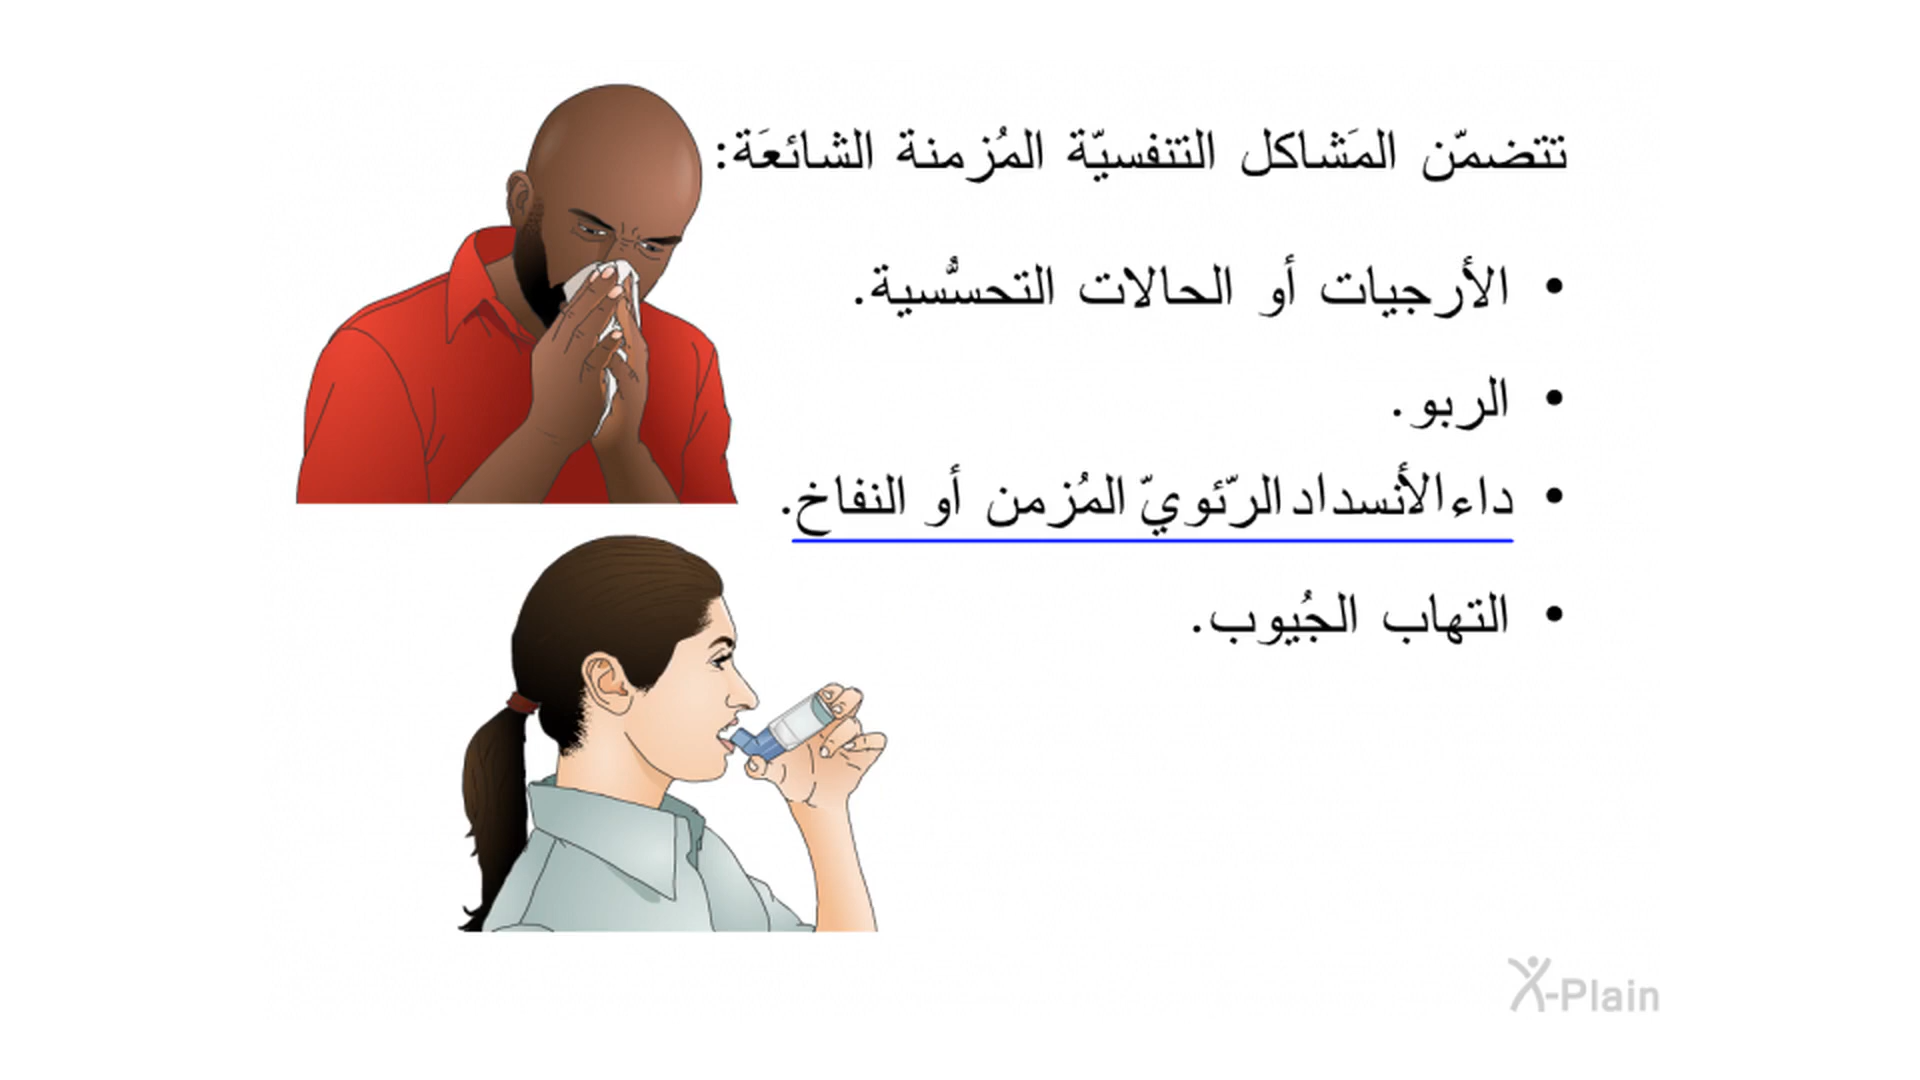 تتضمّن المَشاكل التنفسيّة المُزمنة الشائعَة:
• الأرجيات أو الحالات التحسُّسية.
• الربو.
• داء الأنسداد الرّئويّ المُزمن أو النفاخ.
• التهاب الجُيوب.
X-Plain